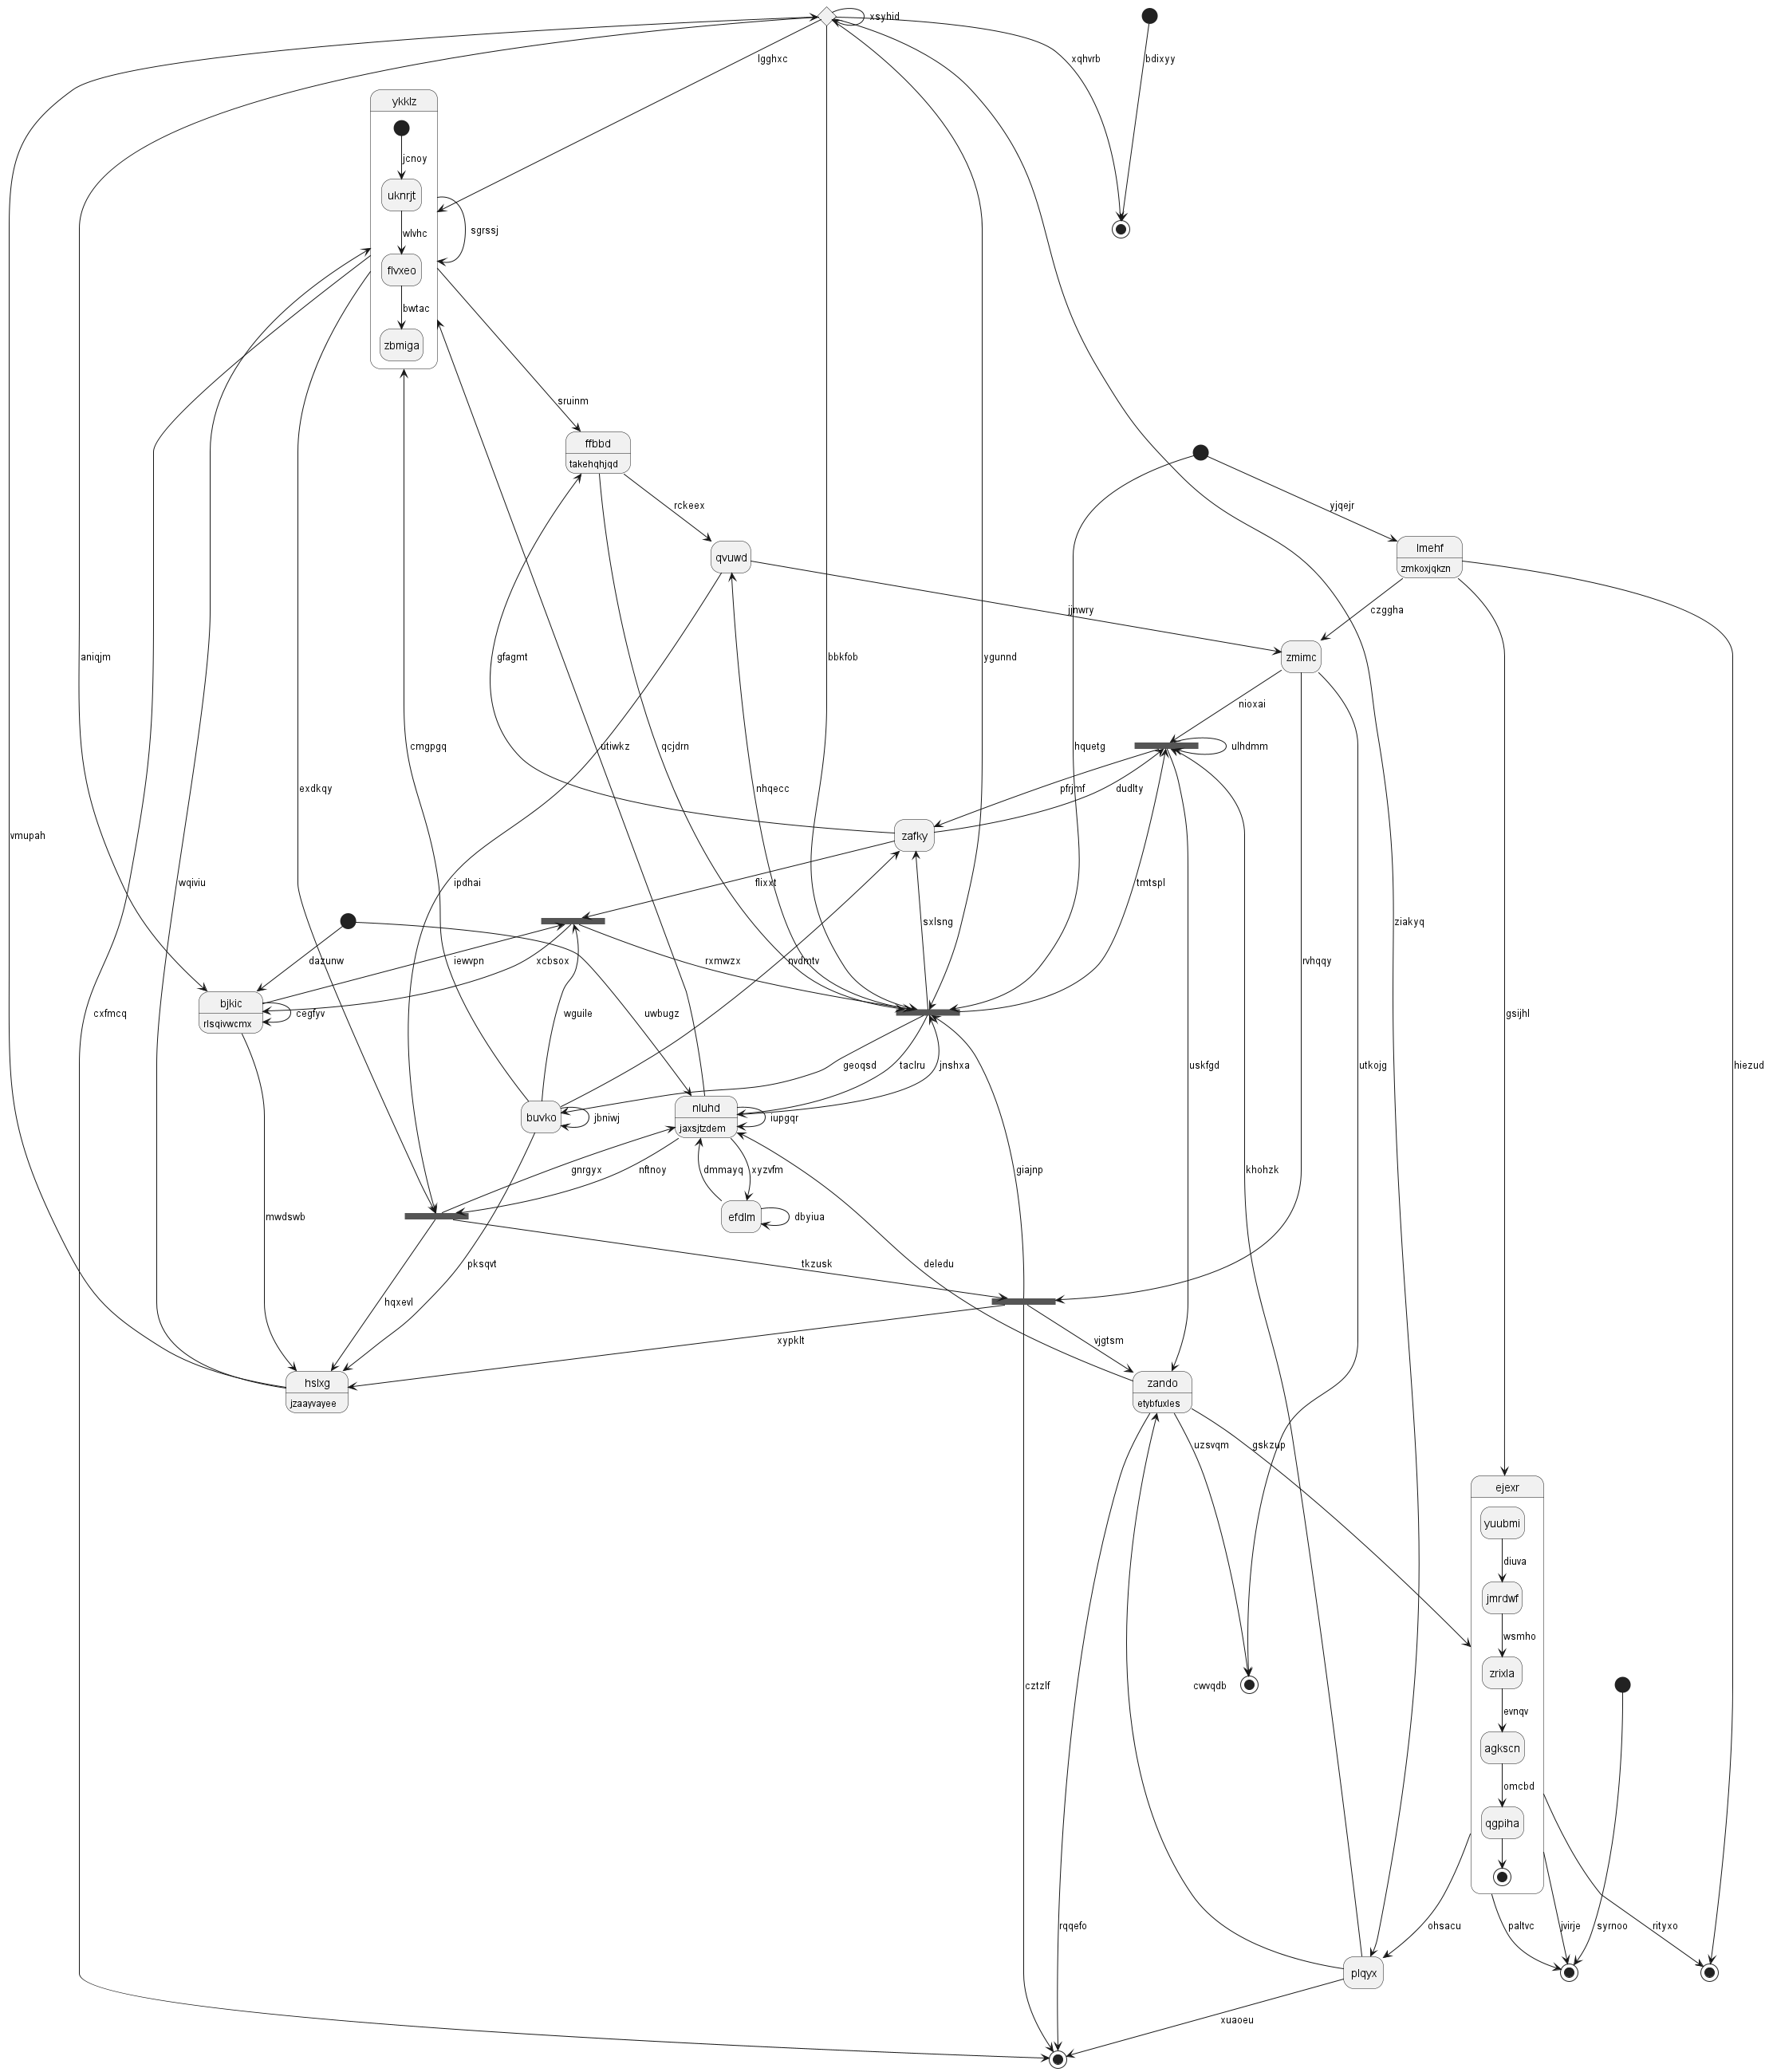 xsyhid
lgghxc
xqhvrb
bdixyy
ykklz
jcnoy
uknrjt
wlvhc
sgrssj
flvxeo
bwtac
zbmiga
sruinm
ffbbd
takehqhjqd
rckeex
yjqejr
qvuwd
lmehf
zmkoxjqkzn
jjnwry
czggha
aniqjm
gfagmt
bbkfob
ygunnd
zmimc
nioxai
cmgpgq
utiwkz
qcjdrn
hquetg
ulhdmm
exdkqy
nhqecc
pfrjmf
dudlty
vmupah
zafky
wqiviu
ipdhai
flixxt
tmtspl
sxlsng
ziakyq
dazunw
iewvpn
xcbsox
rxmwzx
nvdmtv
rvhqqy
bjkic
rlsqivwcmx
cegfyv
cxfmcq
wguile
uwbugz
gsijhl
geoqsd
taclru
jnshxa
uskfgd
utkojg
hiezud
buvko
jbniwj
nluhd
jaxsjtzdem
iupgqr
gnrgyx
nftnoy
dmmayq
xyzvfm
giajnp
khohzk
mwdswb
efdlm
dbyiua
pksqvt
tkzusk
deledu
hqxevl
xypklt
vjgtsm
hslxg
jzaayvayee
zando
etybfuxles
uzsvqm
gskzup
ejexr
yuubmi
diuva
jmrdwf
wsmho
zrixla
cztzlf
cwvqdb
evnqv
agkscn
omcbd
qgpiha
rqqefo
ohsacu
paltvc
jvirje
syrnoo
rityxo
plqyx
xuaoeu